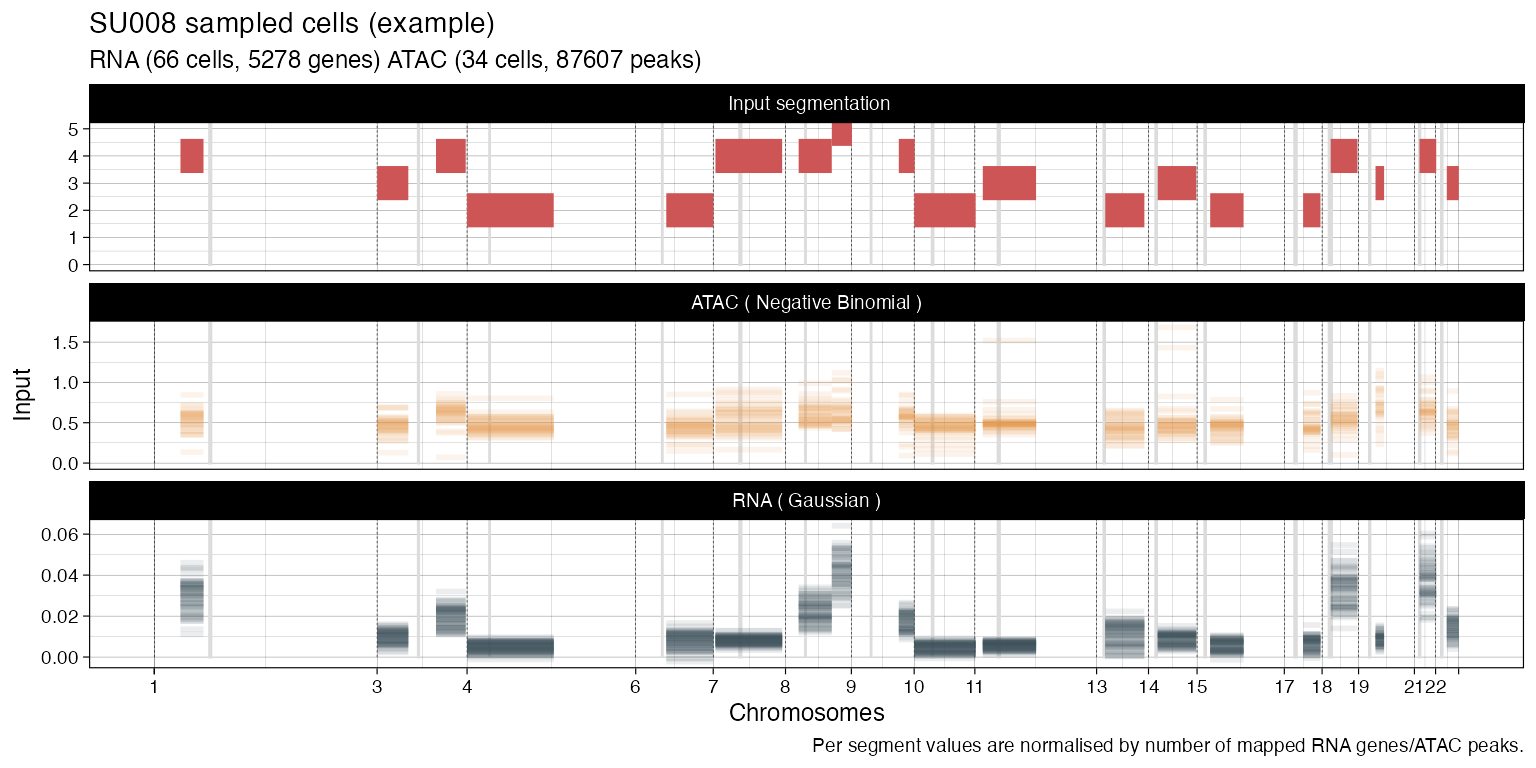 SU008 sampled cells (example)
RNA (66 cells, 5278 genes) ATAC (34 cells, 87607 peaks)
Input segmentation
5
4
3
2
1
0
ATAC ( Negative Binomial )
1.5
1.0
0.5
0.0
Input
RNA ( Gaussian )
0.06
0.04
0.02
0.00
1 3 4 6 7 8 9 10 11 13 14 15 17 18 19 2122
Chromosomes
Per segment values are normalised by number of mapped RNA genes/ATAC peaks.